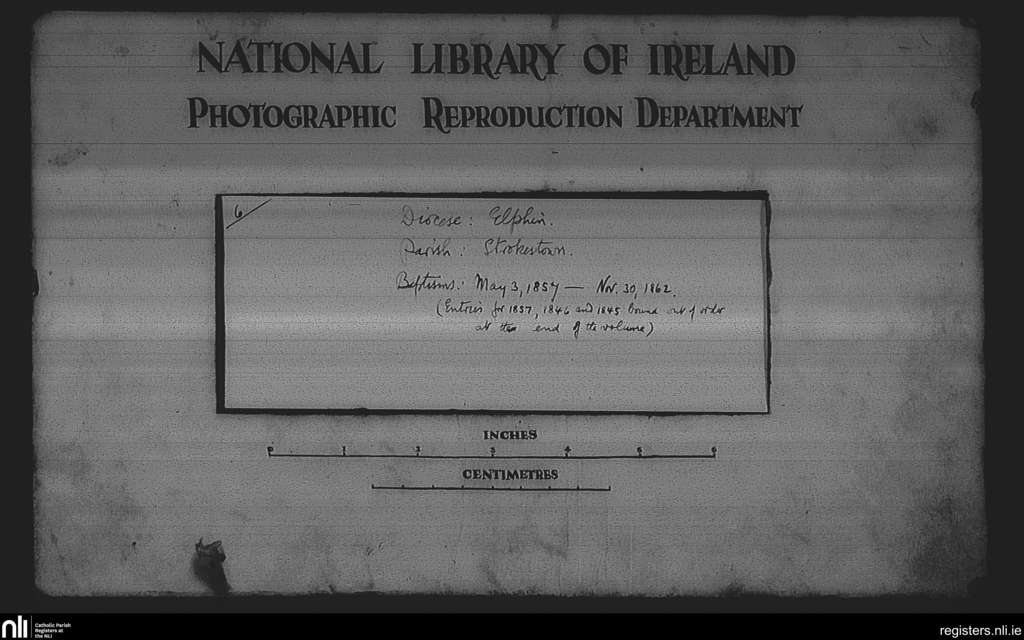 NATIONAL LIBRARY OF IRELAND
PHOTOGRAPHIC REPRODUCTION DEPARTMENT
6/
Diocese: Elphin.
Parish: Strokestown.
Baptisms: May 3, 1857 — Nov. 30, 1862.
(Entries for 1857, 1846 and 1845 bound out of order
at the end of the volume)
INCHES
0 1 2 3 4 5 6
CENTIMETRES
nli Catholic Parish
Registers at
the NLI
registers.nli.ie